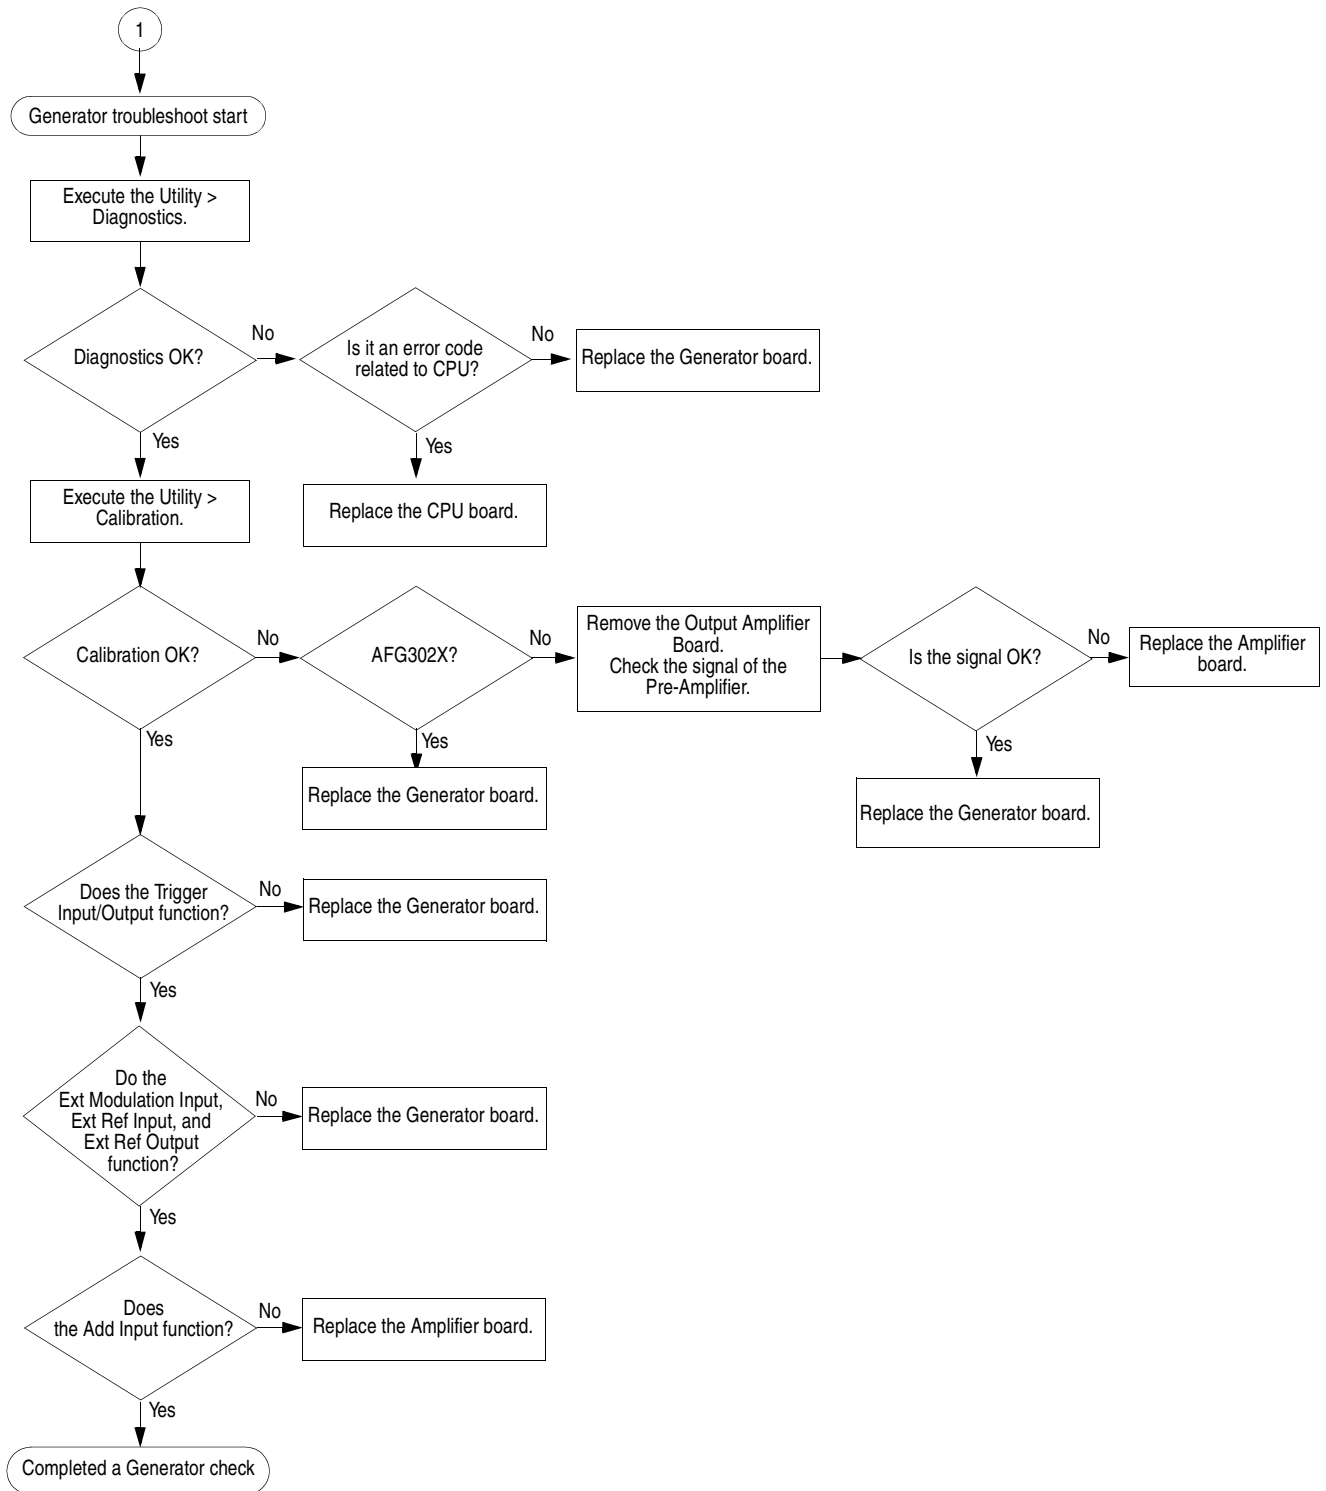 1
Generator troubleshoot start
Execute the Utility >
Diagnostics.
Diagnostics OK?
No
Is it an error code
related to CPU?
No
Replace the Generator board.
Yes
Yes
Execute the Utility >
Calibration.
Replace the CPU board.
Calibration OK?
No
AFG302X?
No
Remove the Output Amplifier
Board.
Check the signal of the
Pre-Amplifier.
Is the signal OK?
No
Replace the Amplifier
board.
Yes
Yes
Replace the Generator board.
Yes
Replace the Generator board.
Does the Trigger
Input/Output function?
No
Replace the Generator board.
Yes
Do the
Ext Modulation Input,
Ext Ref Input, and
Ext Ref Output
function?
No
Replace the Generator board.
Yes
Does
the Add Input function?
No
Replace the Amplifier board.
Yes
Completed a Generator check